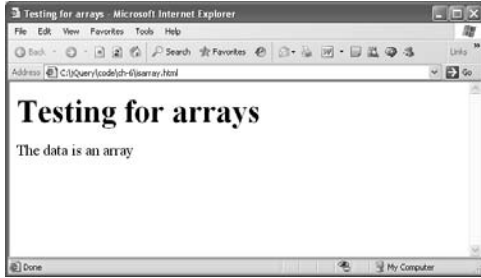 Testing for arrays - Microsoft Internet Explorer
File Edit View Favorites Tools Help
Back Search Favorites Links »
Address C:\jQuery\code\ch-6\isarray.html Go
Testing for arrays
The data is an array
Done My Computer